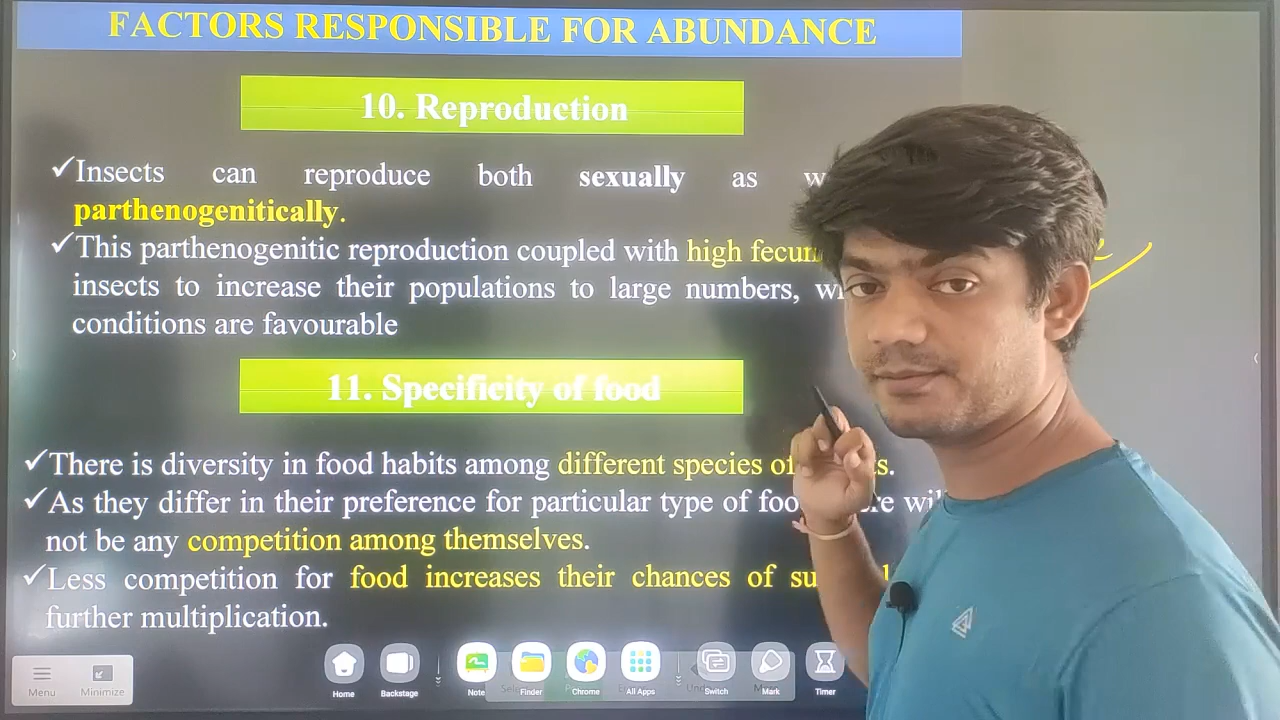 FACTORS RESPONSIBLE FOR ABUNDANCE
10. Reproduction
✓Insects can reproduce both sexually as
parthenogenitically.
✓This parthenogenitic reproduction coupled with high
insects to increase their populations to large numbers,
conditions are favourable
11. Specificity of food
✓There is diversity in food habits among different species
✓As they differ in their preference for particular type of
not be any competition among themselves.
✓Less competition for food increases their chances of
further multiplication.
Menu
Minimize
Home
Backstage
Note
Finder
Chrome
All Apps
Switch
Mark
Timer